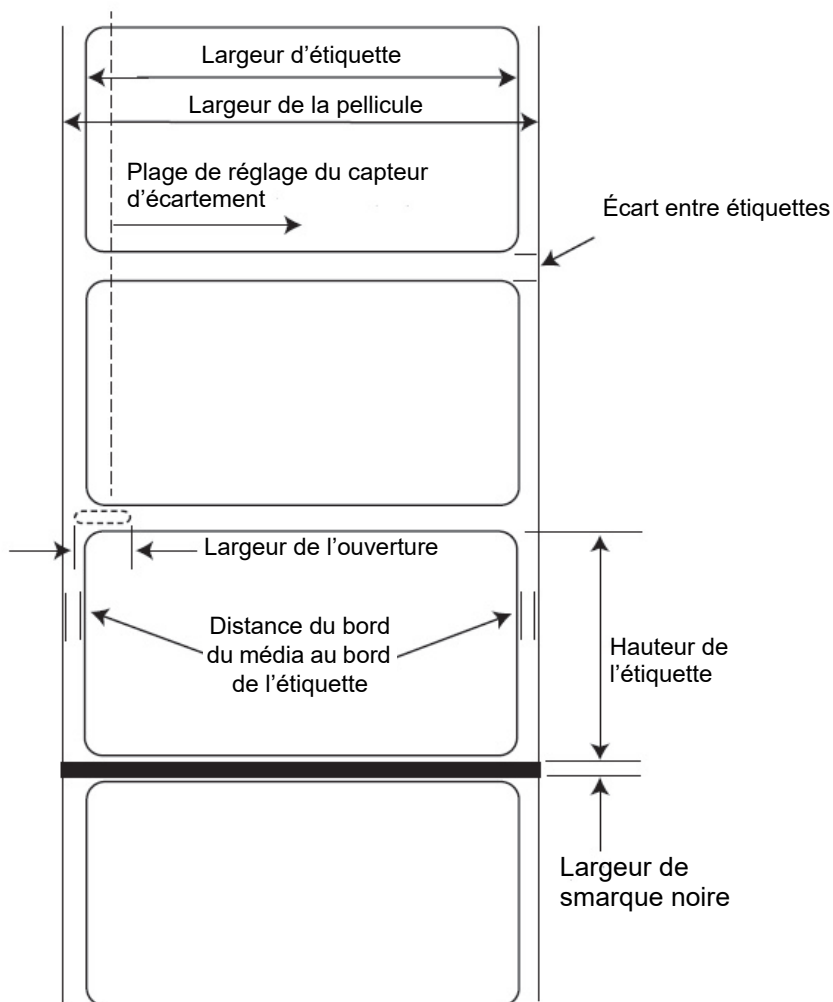 Largeur d’étiquette
Largeur de la pellicule
Plage de réglage du capteur
d’écartement
Écart entre étiquettes
Largeur de l’ouverture
Distance du bord
du média au bord
de l’étiquette
Hauteur de
l’étiquette
Largeur de
smarque noire